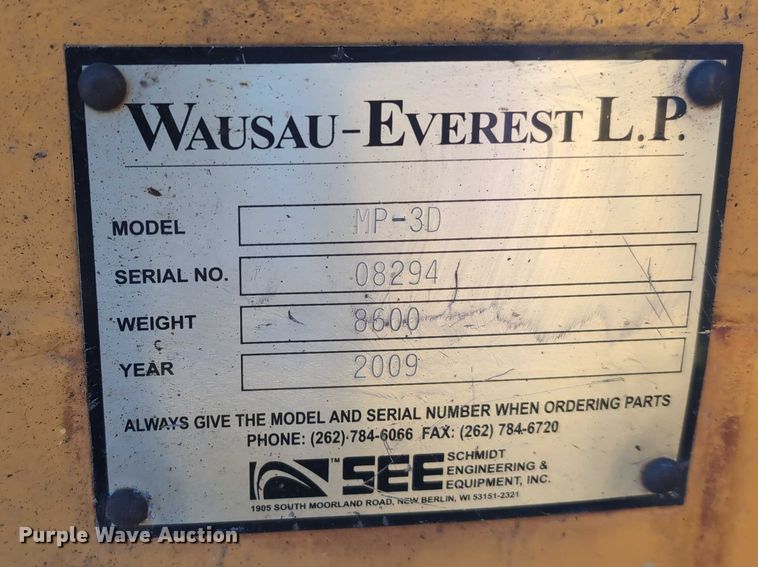 WAUSAU-EVEREST L.P.
MODEL MP-3D
SERIAL NO. 08294
WEIGHT 8600
YEAR 2009
ALWAYS GIVE THE MODEL AND SERIAL NUMBER WHEN ORDERING PARTS
PHONE: (262) 784-6066 FAX: (262) 784-6720
™ SEE SCHMIDT
ENGINEERING &
EQUIPMENT, INC.
1905 SOUTH MOORLAND ROAD, NEW BERLIN, WI 53151-2321
Purple Wave Auction